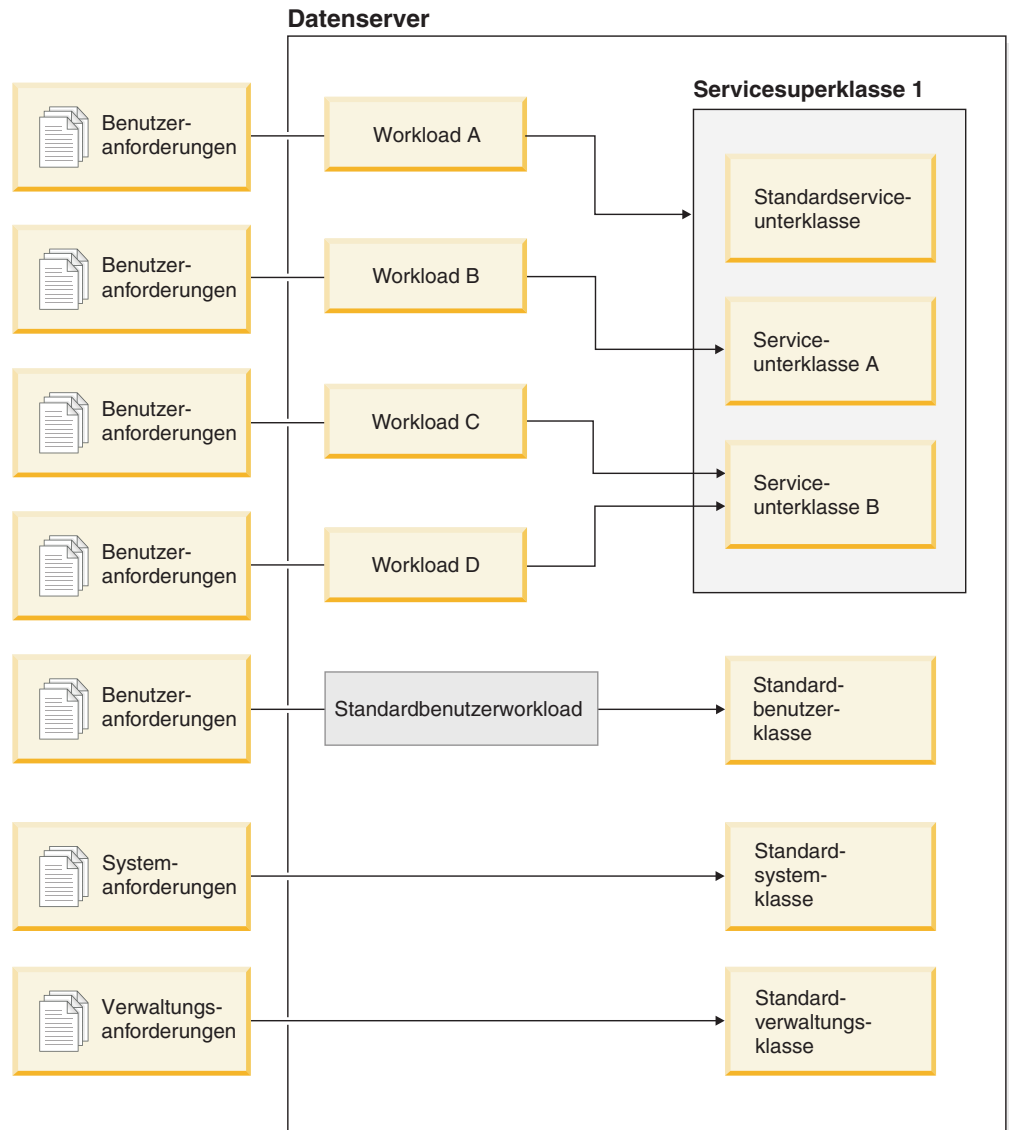 Datenserver
Servicesuperklasse 1
Benutzer-
anforderungen
Workload A
Standardservice-
unterklasse
Benutzer-
anforderungen
Workload B
Service-
unterklasse A
Benutzer-
anforderungen
Workload C
Service-
unterklasse B
Benutzer-
anforderungen
Workload D
Benutzer-
anforderungen
Standardbenutzerworkload
Standard-
benutzer-
klasse
System-
anforderungen
Standard-
system-
klasse
Verwaltungs-
anforderungen
Standard-
verwaltungs-
klasse